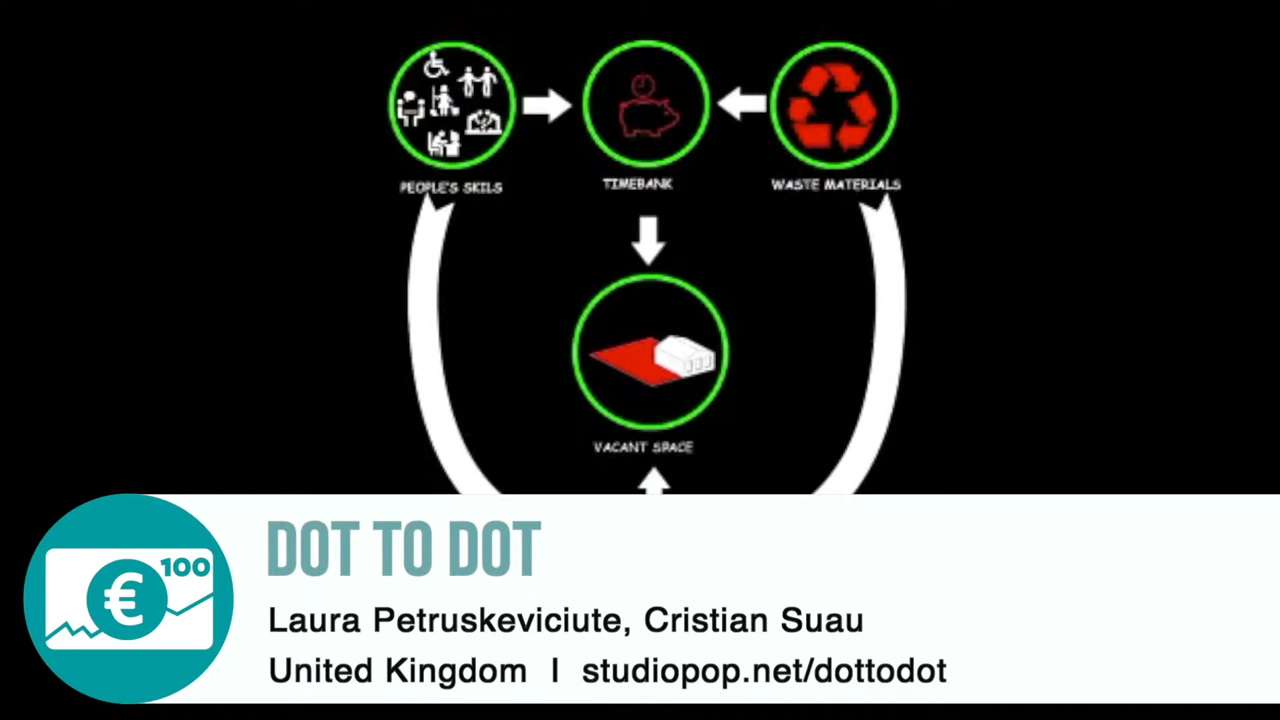 PEOPLE'S SKILS
TIMEBANK
WASTE MATERIALS
VACANT SPACE
€ 100
DOT TO DOT
Laura Petruskeviciute, Cristian Suau
United Kingdom | studiopop.net/dottodot